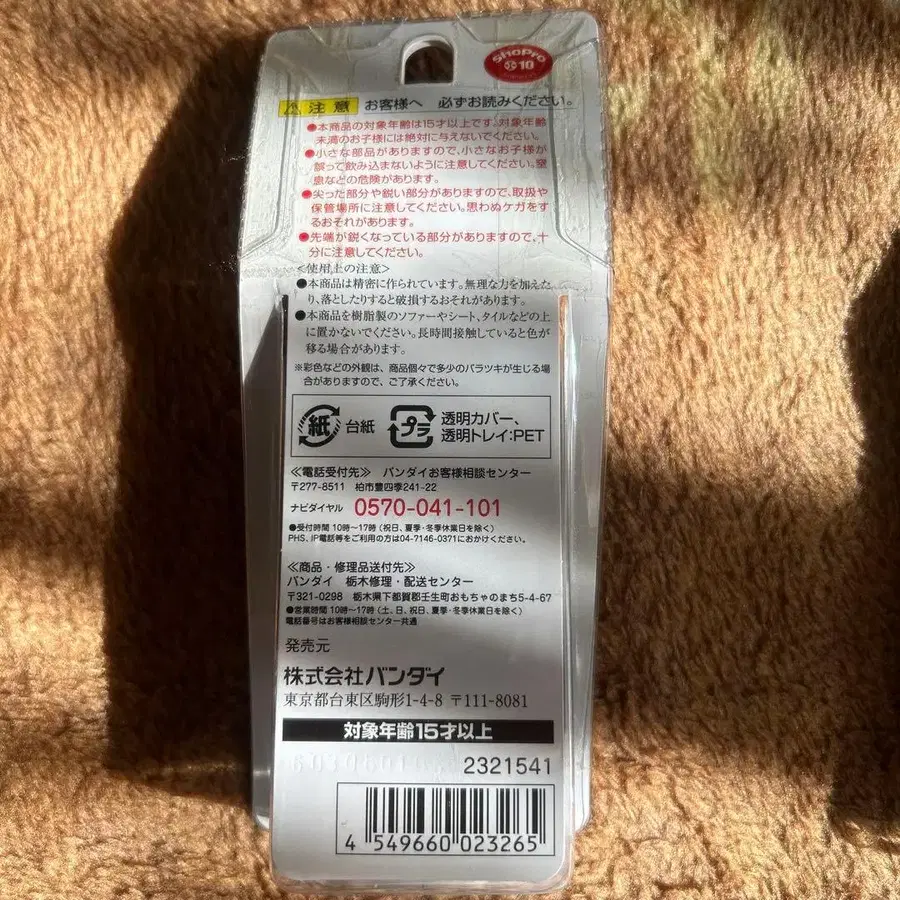 ShoPro
10
⚠注意 お客様へ 必ずお読みください。
●本商品の対象年齢は15才以上です。対象年齢
未満のお子様には絶対に与えないでください。
●小さな部品がありますので、小さなお子様が
誤って飲み込まないように注意してください。窒
息などの危険があります。
●尖った部分や鋭い部分がありますので、取扱や
保管場所に注意してください。思わぬケガをす
るおそれがあります。
●先端が鋭くなっている部分がありますので、十
分に注意してください。
<使用上の注意>
●本商品は精密に作られています。無理な力を加えた
り、落としたりすると破損するおそれがあります。
●本商品を樹脂製のソファーやシート、タイルなどの上
に置かないでください。長時間接触していると色が
移る場合があります。
※彩色などの外観は、商品個々で多少のバラツキが生じる場
合がありますので、ご了承ください。
紙 台紙
プラ 透明カバー、
透明トレイ:PET
≪電話受付先≫ バンダイお客様相談センター
〒277-8511 柏市豊四季241-22
ナビダイヤル 0570-041-101
●受付時間 10時~17時 (祝日、夏季・冬季休業日を除く)
PHS、IP電話等をご利用の方は04-7146-0371におかけください。
≪商品・修理品送付先≫
バンダイ 栃木修理・配送センター
〒321-0298 栃木県下都賀郡壬生町おもちゃのまち5-4-67
●営業時間 10時~17時 (土、日、祝日、夏季・冬季休業日を除く)
電話番号はお客様相談センター共通
発売元
株式会社バンダイ
東京都台東区駒形1-4-8 〒111-8081
対象年齢15才以上
2321541
4 549660 023265